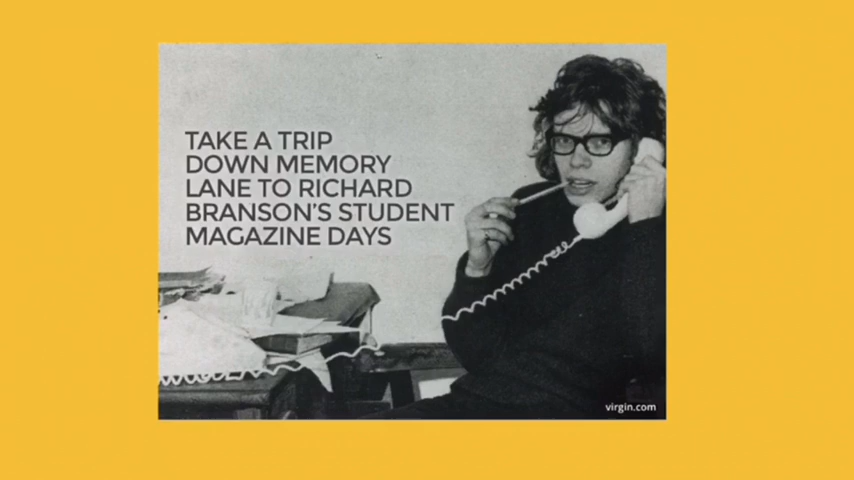 TAKE A TRIP
DOWN MEMORY
LANE TO RICHARD
BRANSON'S STUDENT
MAGAZINE DAYS
virgin.com